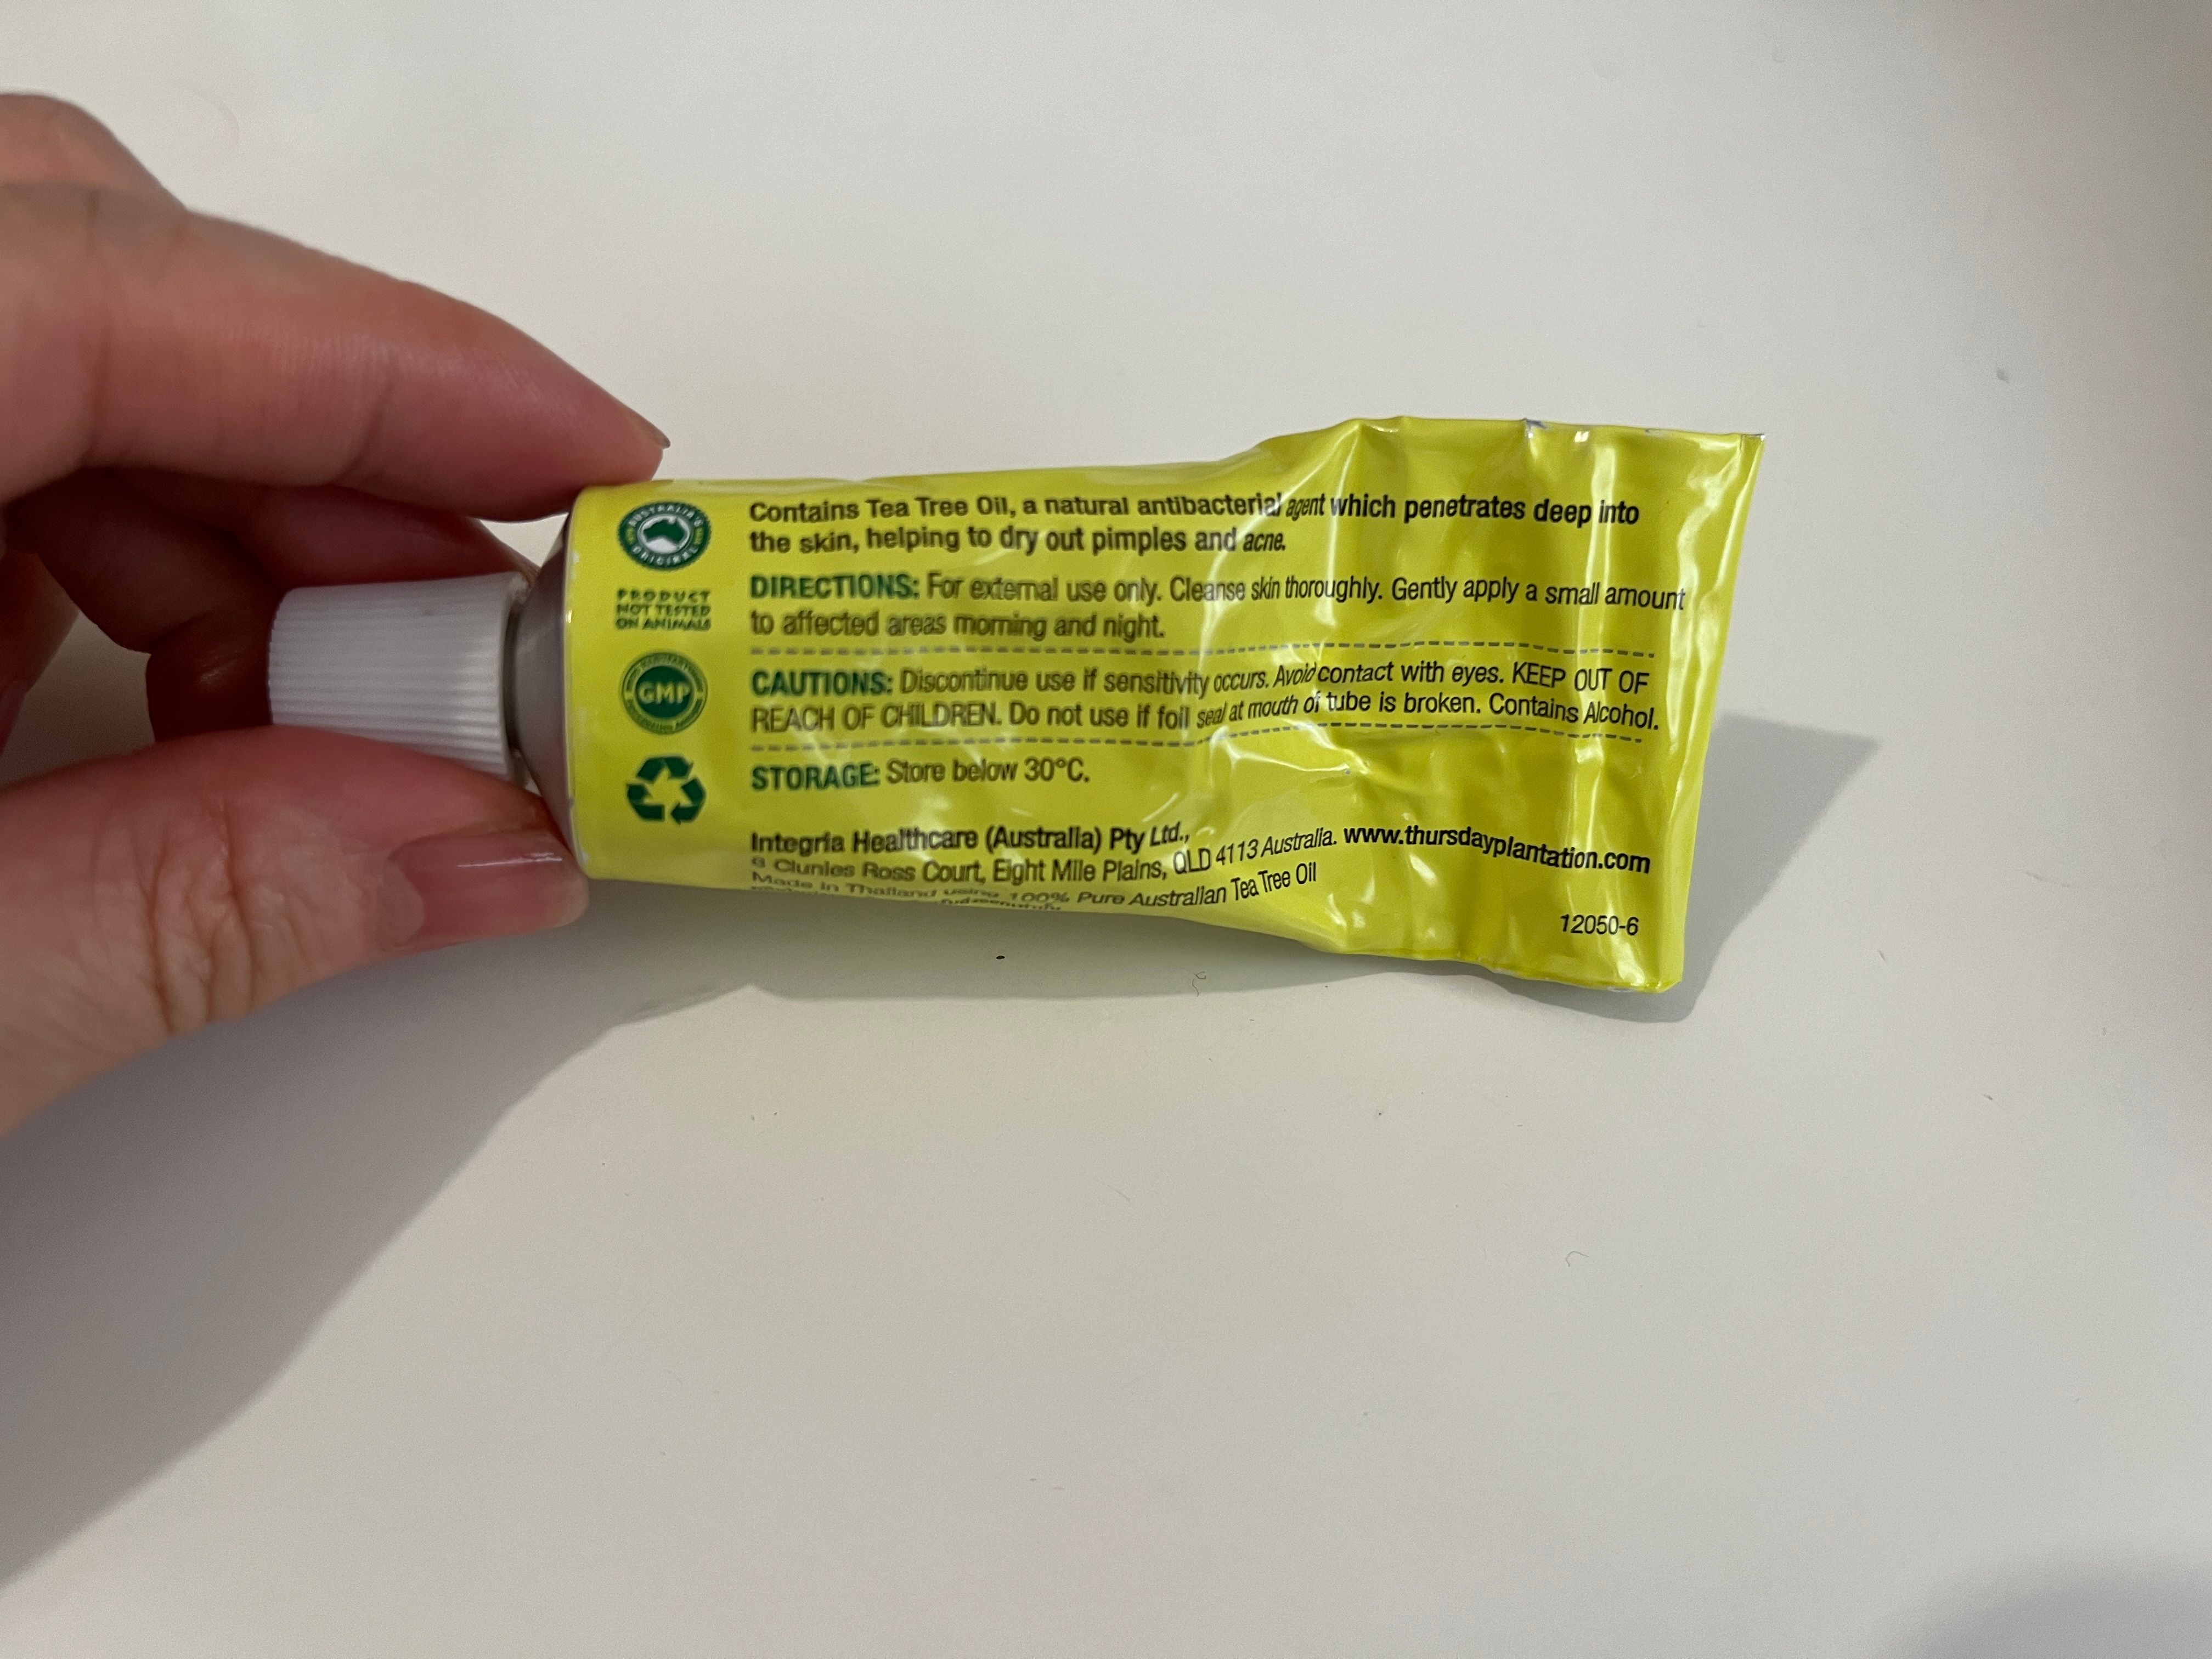 AUSTRALIA'S
ORIGINAL
PRODUCT
NOT TESTED
ON ANIMALS
GMP
Contains Tea Tree Oil, a natural antibacterial agent which penetrates deep into
the skin, helping to dry out pimples and acne.
DIRECTIONS: For external use only. Cleanse skin thoroughly. Gently apply a small amount
to affected areas morning and night.
CAUTIONS: Discontinue use if sensitivity occurs. Avoid contact with eyes. KEEP OUT OF
REACH OF CHILDREN. Do not use if foil seal at mouth of tube is broken. Contains Alcohol.
STORAGE: Store below 30°C.
Integria Healthcare (Australia) Pty Ltd.,
Clunies Ross Court, Eight Mile Plains, QLD 4113 Australia. www.thursdayplantation.com
Made in Thailand using 100% Pure Australian Tea Tree Oil
12050-6